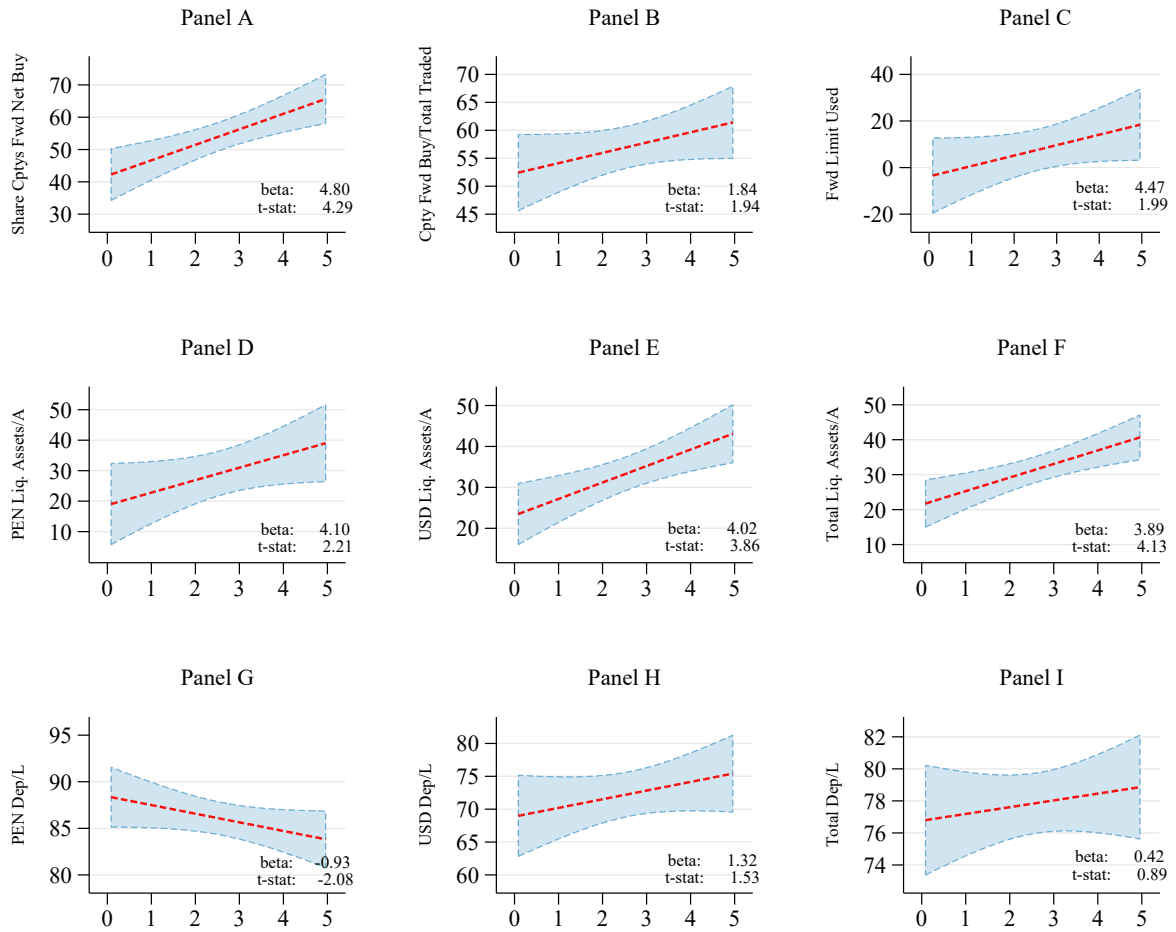 Panel A
Share Cptys Fwd Net Buy
70
60
50
40
30
beta: 4.80
t-stat: 4.29
0 1 2 3 4 5
Panel B
Cpty Fwd Buy/Total Traded
70
65
60
55
50
45
beta: 1.84
t-stat: 1.94
0 1 2 3 4 5
Panel C
Fwd Limit Used
40
20
0
-20
beta: 4.47
t-stat: 1.99
0 1 2 3 4 5
Panel D
PEN Liq. Assets/A
50
40
30
20
10
beta: 4.10
t-stat: 2.21
0 1 2 3 4 5
Panel E
USD Liq. Assets/A
50
40
30
20
beta: 4.02
t-stat: 3.86
0 1 2 3 4 5
Panel F
Total Liq. Assets/A
50
40
30
20
10
beta: 3.89
t-stat: 4.13
0 1 2 3 4 5
Panel G
PEN Dep/L
95
90
85
80
beta: -0.93
t-stat: -2.08
0 1 2 3 4 5
Panel H
USD Dep/L
80
75
70
65
60
beta: 1.32
t-stat: 1.53
0 1 2 3 4 5
Panel I
Total Dep/L
82
80
78
76
74
beta: 0.42
t-stat: 0.89
0 1 2 3 4 5